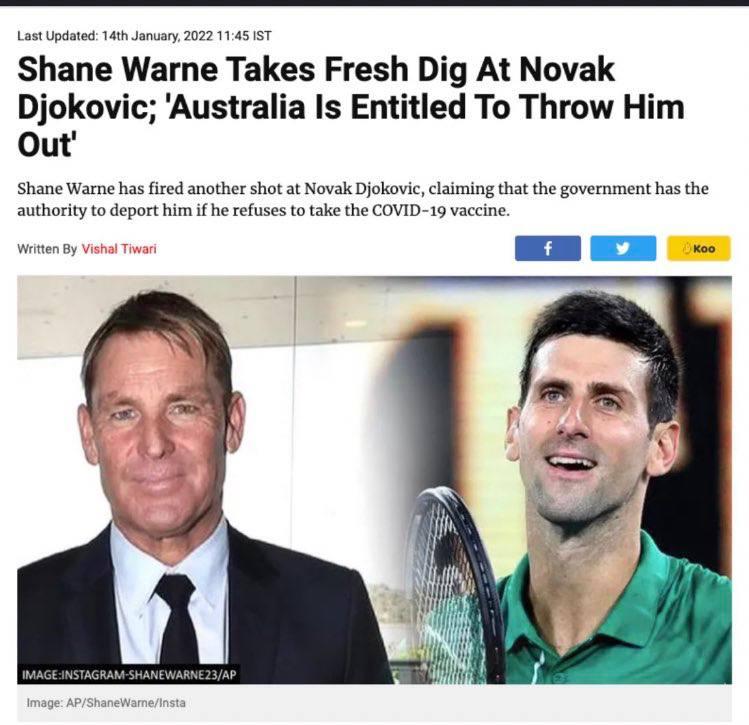 Last Updated: 14th January, 2022 11:45 IST
Shane Warne Takes Fresh Dig At Novak
Djokovic; 'Australia Is Entitled To Throw Him
Out'
Shane Warne has fired another shot at Novak Djokovic, claiming that the government has the
authority to deport him if he refuses to take the COVID-19 vaccine.
Written By Vishal Tiwari
Koo
IMAGE:INSTAGRAM-SHANEWARNE23/AP
Image: AP/ShaneWarne/Insta